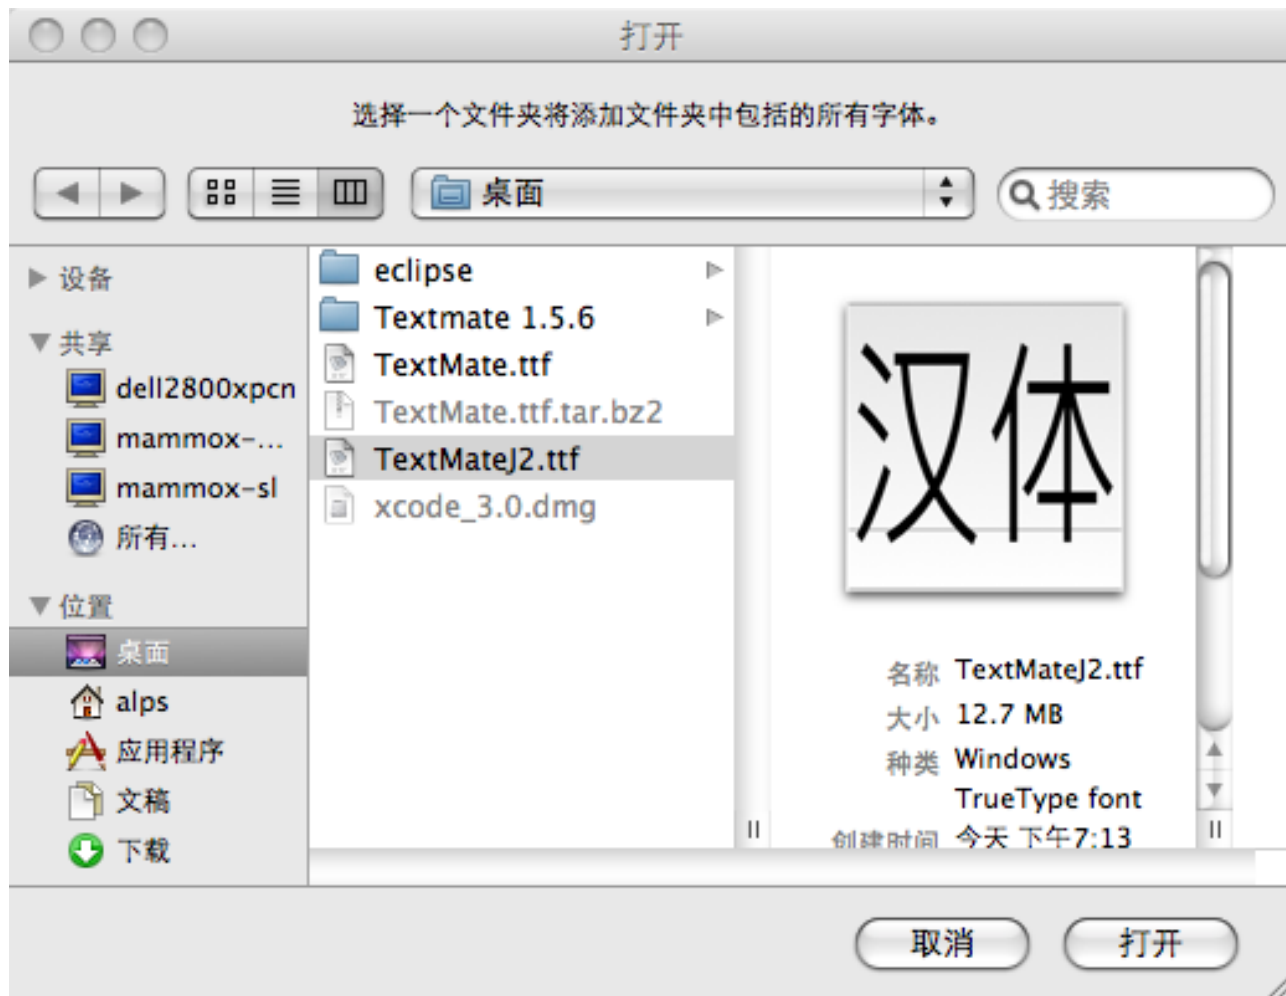 打开
选择一个文件夹将添加文件夹中包括的所有字体。
桌面
搜索
设备
共享
dell2800xpcn
mammox-...
mammox-sl
所有...
位置
桌面
alps
应用程序
文稿
下载
eclipse
Textmate 1.5.6
TextMate.ttf
TextMate.ttf.tar.bz2
TextMateJ2.ttf
xcode_3.0.dmg
汉体
名称 TextMateJ2.ttf
大小 12.7 MB
种类 Windows
TrueType font
创建时间 今天 下午7:13
取消
打开